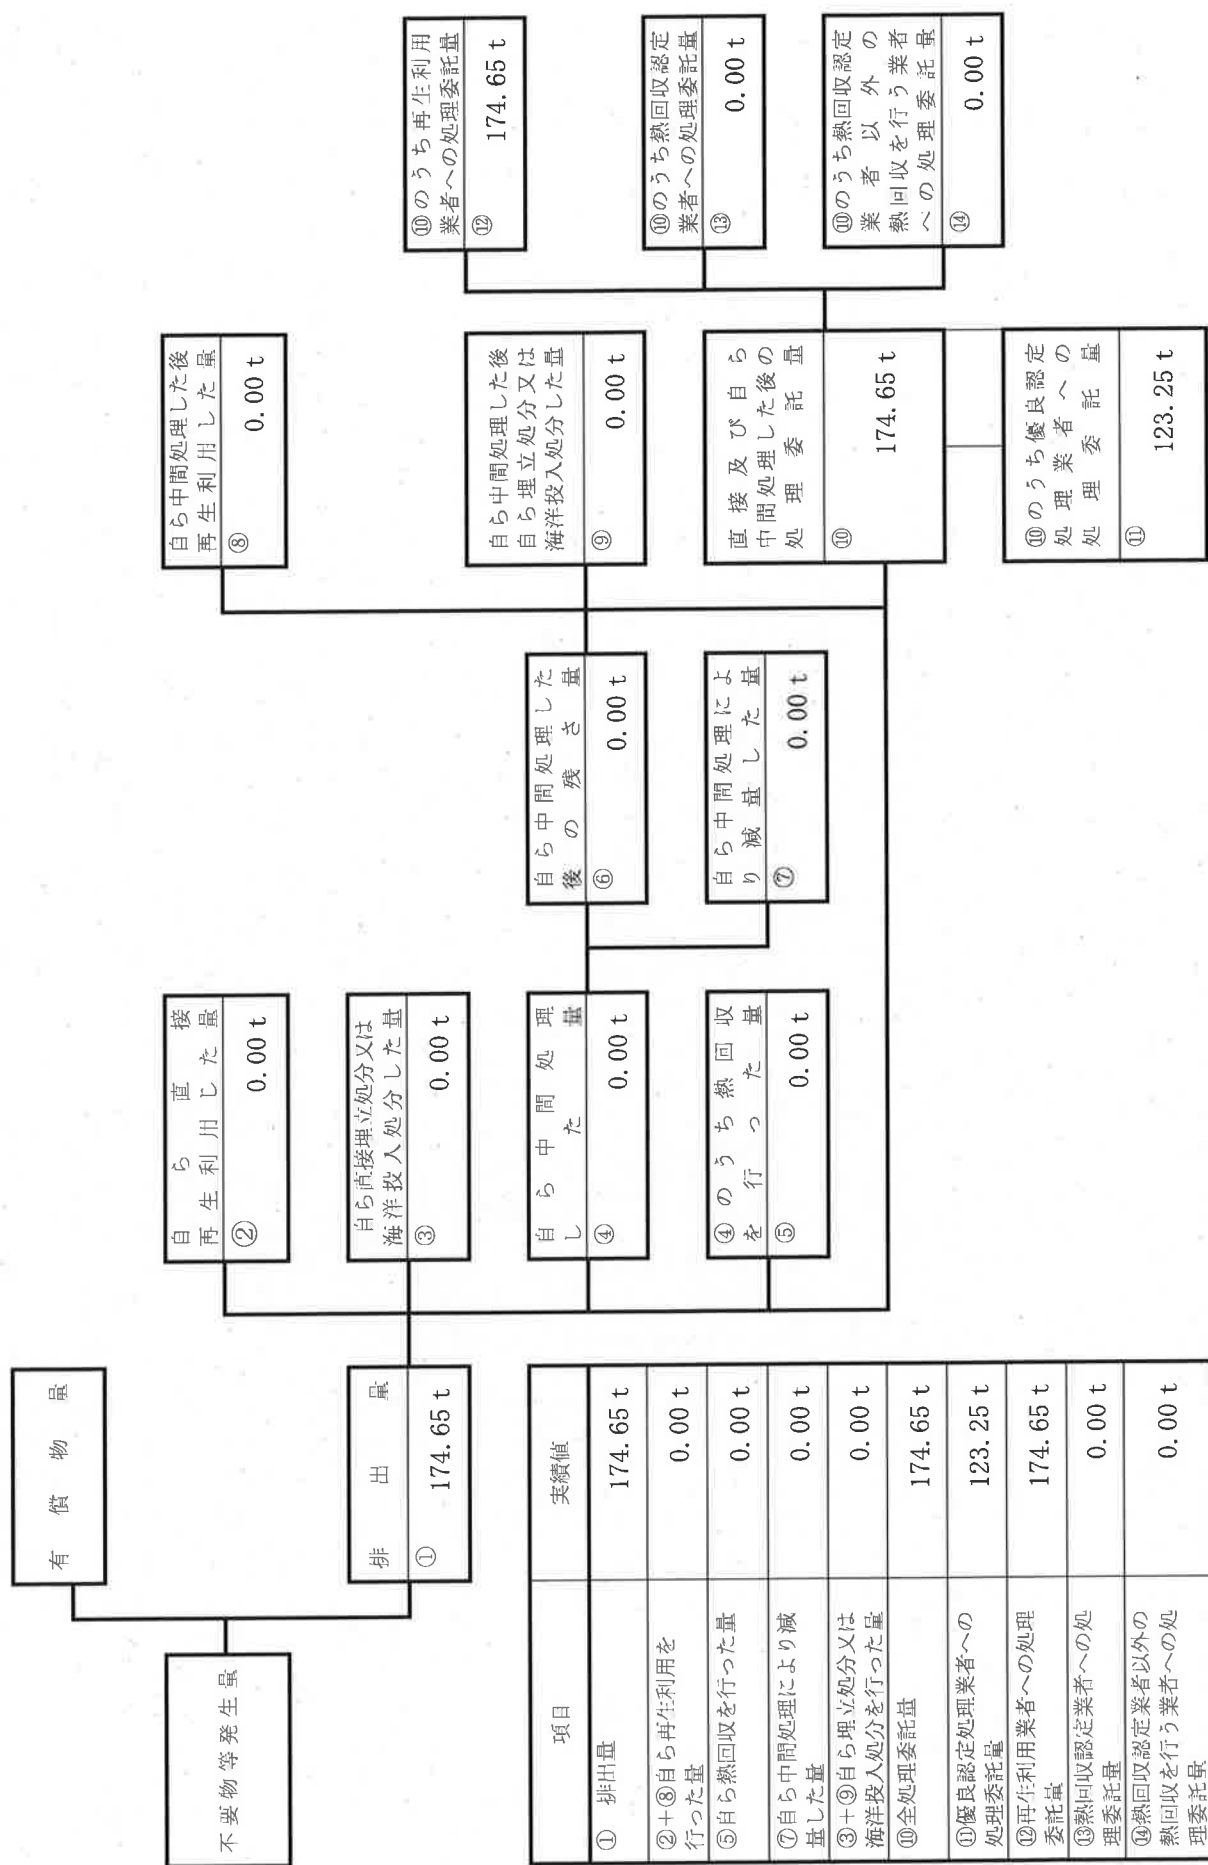 不要物等発生量
有償物量
排出量
① 174.65 t
自ら直接
再生利用した量
② 0.00 t
自ら直接埋立処分又は
海洋投入処分した量
③ 0.00 t
自ら中間処理
した量
④ 0.00 t
④のうち熱回収
を行った量
⑤ 0.00 t
自ら中間処理した
後の残さ量
⑥ 0.00 t
自ら中間処理によ
り減量した量
⑦ 0.00 t
自ら中間処理した後
再生利用した量
⑧ 0.00 t
自ら中間処理した後
自ら埋立処分又は
海洋投入処分した量
⑨ 0.00 t
直接及び自ら
中間処理した後の
処理委託量
⑩ 174.65 t
⑩のうち優良認定
処理業者への
処理委託量
⑪ 123.25 t
⑩のうち再生利用
業者への処理委託量
⑫ 174.65 t
⑩のうち熱回収認定
業者への処理委託量
⑬ 0.00 t
⑩のうち熱回収認定
業者以外の
熱回収を行う業者
への処理委託量
⑭ 0.00 t
項目 実績値
① 排出量 174.65 t
②+⑧自ら再生利用を
行った量 0.00 t
⑤自ら熱回収を行った量 0.00 t
⑦自ら中間処理により減
量した量 0.00 t
③+⑨自ら埋立処分又は
海洋投入処分を行った量 0.00 t
⑩全処理委託量 174.65 t
⑪優良認定処理業者への
処理委託量 123.25 t
⑫再生利用業者への処理
委託量 174.65 t
⑬熱回収認定業者への処
理委託量 0.00 t
⑭熱回収認定業者以外の
熱回収を行う業者への処
理委託量 0.00 t